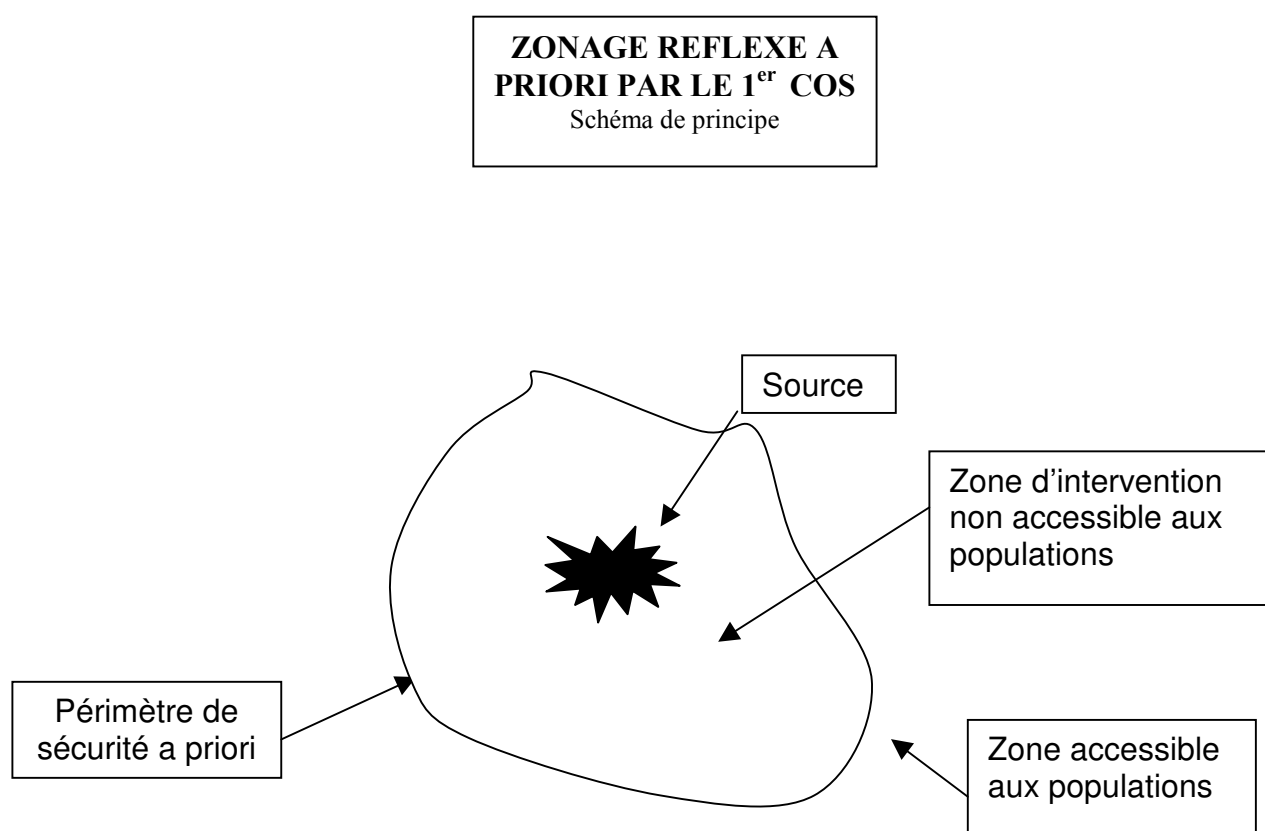 ZONAGE REFLEXE A
PRIORI PAR LE 1er COS
Schéma de principe
Source
Zone d'intervention
non accessible aux
populations
Périmètre de
sécurité a priori
Zone accessible
aux populations